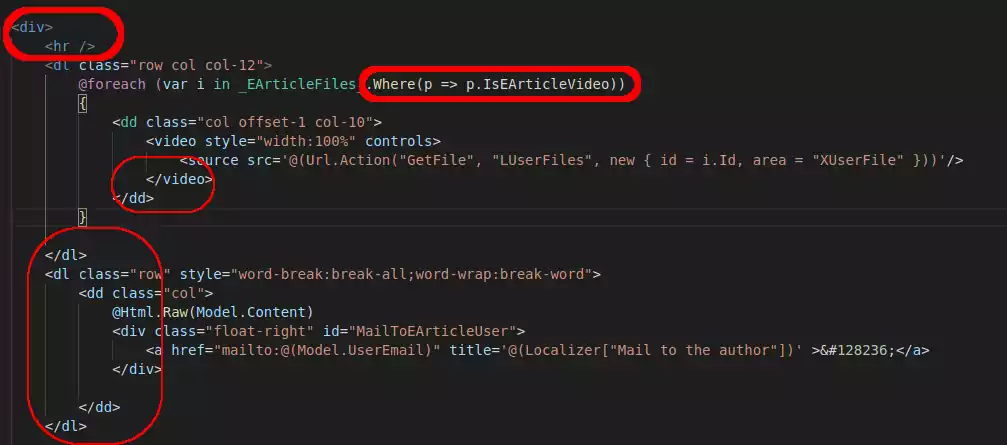 <div>
<hr />
<dl class="row col col-12">
@foreach (var i in _EArticleFiles_.Where(p => p.IsEArticleVideo))
{
<dd class="col offset-1 col-10">
<video style="width:100%" controls>
<source src='@(Url.Action("GetFile", "LUserFiles", new { id = i.Id, area = "XUserFile" }))'/>
</video>
</dd>
}
</dl>
<dl class="row" style="word-break:break-all;word-wrap:break-word">
<dd class="col">
@Html.Raw(Model.Content)
<div class="float-right" id="MailToEArticleUser">
<a href="mailto:@(Model.UserEmail)" title='@(Localizer["Mail to the author"])' >&#128236;</a>
</div>
</dd>
</dl>